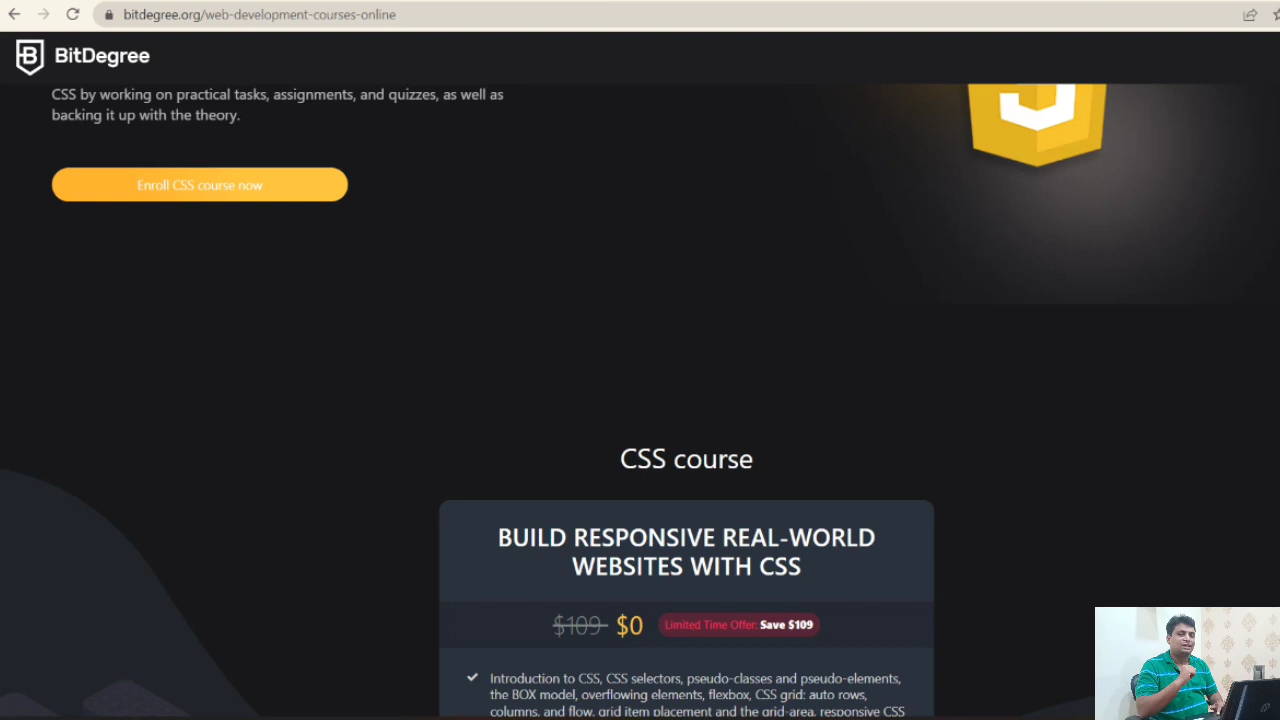 bitdegree.org/web-development-courses-online
BitDegree
CSS by working on practical tasks, assignments, and quizzes, as well as
backing it up with the theory.
Enroll CSS course now
CSS course
BUILD RESPONSIVE REAL-WORLD
WEBSITES WITH CSS
$109 $0 Limited Time Offer: Save $109
Introduction to CSS, CSS selectors, pseudo-classes and pseudo-elements,
the BOX model, overflowing elements, flexbox, CSS grid: auto rows,
columns, and flow, grid item placement and the grid-area, responsive CSS